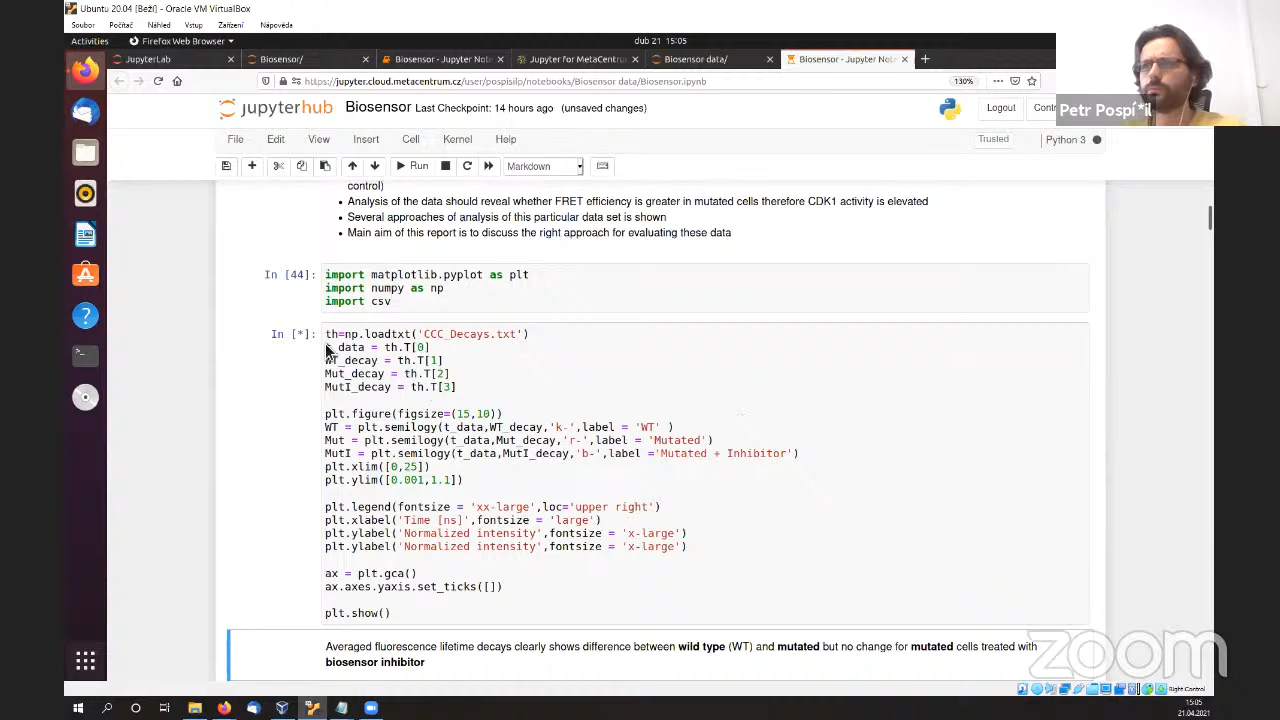 Ubuntu 20.04 [Beží] - Oracle VM VirtualBox
Soubor Počítač Náhled Vstup Zařízení Nápověda
Activities Firefox Web Browser dub 21 15:05
JupyterLab Biosensor/ Biosensor - Jupyter Note Jupyter for MetaCentrum Biosensor data/ Biosensor - Jupyter Note
https://jupyter.cloud.metacentrum.cz/user/pospisilp/notebooks/Biosensor data/Biosensor.ipynb 130%
jupyterhub Biosensor Last Checkpoint: 14 hours ago (unsaved changes) Logout Contr
Petr Pospí*il
File Edit View Insert Cell Kernel Help Trusted Python 3
Run Markdown
control)
• Analysis of the data should reveal whether FRET efficiency is greater in mutated cells therefore CDK1 activity is elevated
• Several approaches of analysis of this particular data set is shown
• Main aim of this report is to discuss the right approach for evaluating these data
In [44]: import matplotlib.pyplot as plt
import numpy as np
import csv
In [*]: th=np.loadtxt('CCC_Decays.txt')
_data = th.T[0]
WT_decay = th.T[1]
Mut_decay = th.T[2]
MutI_decay = th.T[3]
plt.figure(figsize=(15,10))
WT = plt.semilogy(t_data,WT_decay,'k-',label = 'WT' )
Mut = plt.semilogy(t_data,Mut_decay,'r-',label = 'Mutated')
MutI = plt.semilogy(t_data,MutI_decay,'b-',label ='Mutated + Inhibitor')
plt.xlim([0,25])
plt.ylim([0.001,1.1])
plt.legend(fontsize = 'xx-large',loc='upper right')
plt.xlabel('Time [ns]',fontsize = 'large')
plt.ylabel('Normalized intensity',fontsize = 'x-large')
plt.ylabel('Normalized intensity',fontsize = 'x-large')
ax = plt.gca()
ax.axes.yaxis.set_ticks([])
plt.show()
Averaged fluorescence lifetime decays clearly shows difference between wild type (WT) and mutated but no change for mutated cells treated with
biosensor inhibitor
zoom
Right Control
15:05
21.04.2021